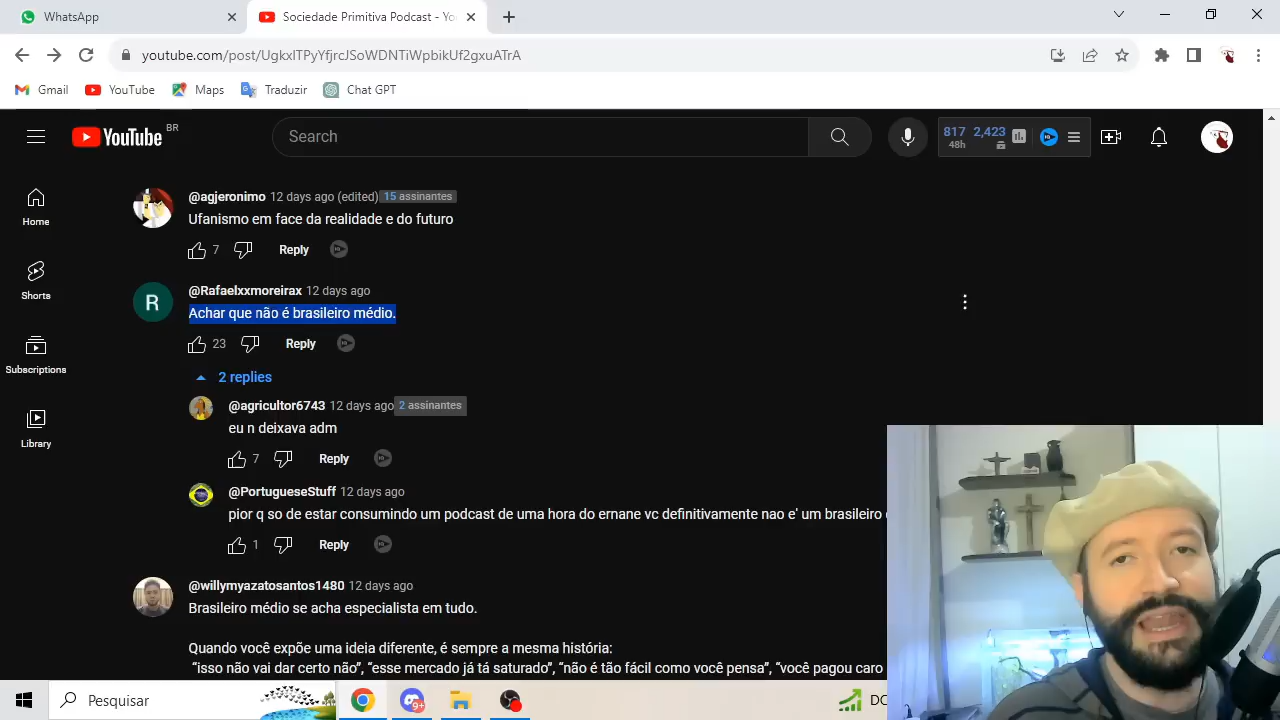 WhatsApp
Sociedade Primitiva Podcast - Yo
youtube.com/post/UgkxlTPyYfjrcJSoWDNTiWpbikUf2gxuATrA
Gmail
YouTube
Maps
Traduzir
Chat GPT
YouTube BR
Search
817 2,423
48h
Home
Shorts
Subscriptions
Library
@agjeronimo 12 days ago (edited) 15 assinantes
Ufanismo em face da realidade e do futuro
7 Reply
R
@Rafaelxxmoreirax 12 days ago
Achar que não é brasileiro médio.
23 Reply
2 replies
@agricultor6743 12 days ago 2 assinantes
eu n deixava adm
7 Reply
@PortugueseStuff 12 days ago
pior q so de estar consumindo um podcast de uma hora do ernane vc definitivamente nao e' um brasileiro
1 Reply
@willymyazatosantos1480 12 days ago
Brasileiro médio se acha especialista em tudo.
Quando você expõe uma ideia diferente, é sempre a mesma história:
“isso não vai dar certo não”, “esse mercado já tá saturado”, “não é tão fácil como você pensa”, “você pagou caro
Pesquisar
9+
DO